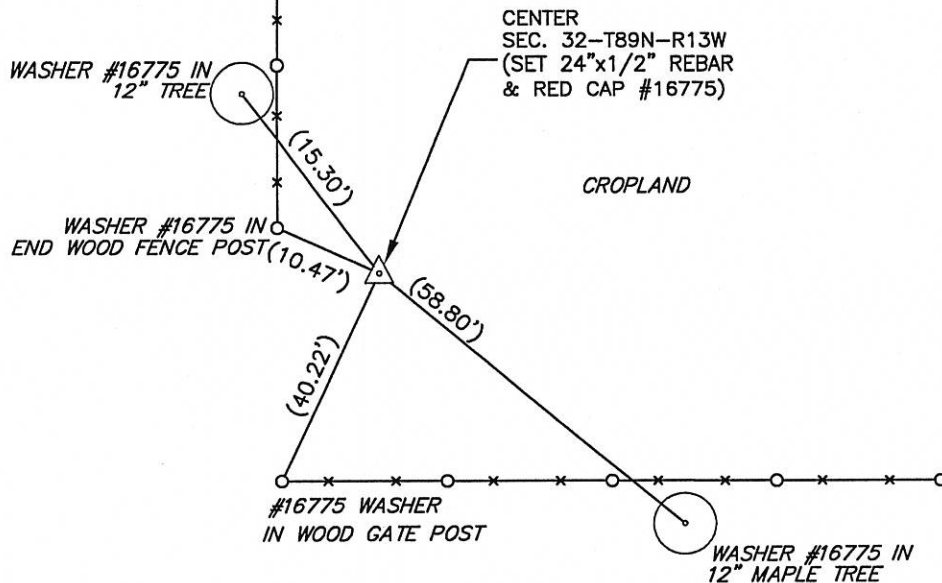 CENTER
SEC. 32-T89N-R13W
(SET 24"x1/2" REBAR
& RED CAP #16775)
WASHER #16775 IN
12" TREE
(15.30')
CROPLAND
WASHER #16775 IN
END WOOD FENCE POST
(10.47')
(58.80')
(40.22')
#16775 WASHER
IN WOOD GATE POST
WASHER #16775 IN
12" MAPLE TREE